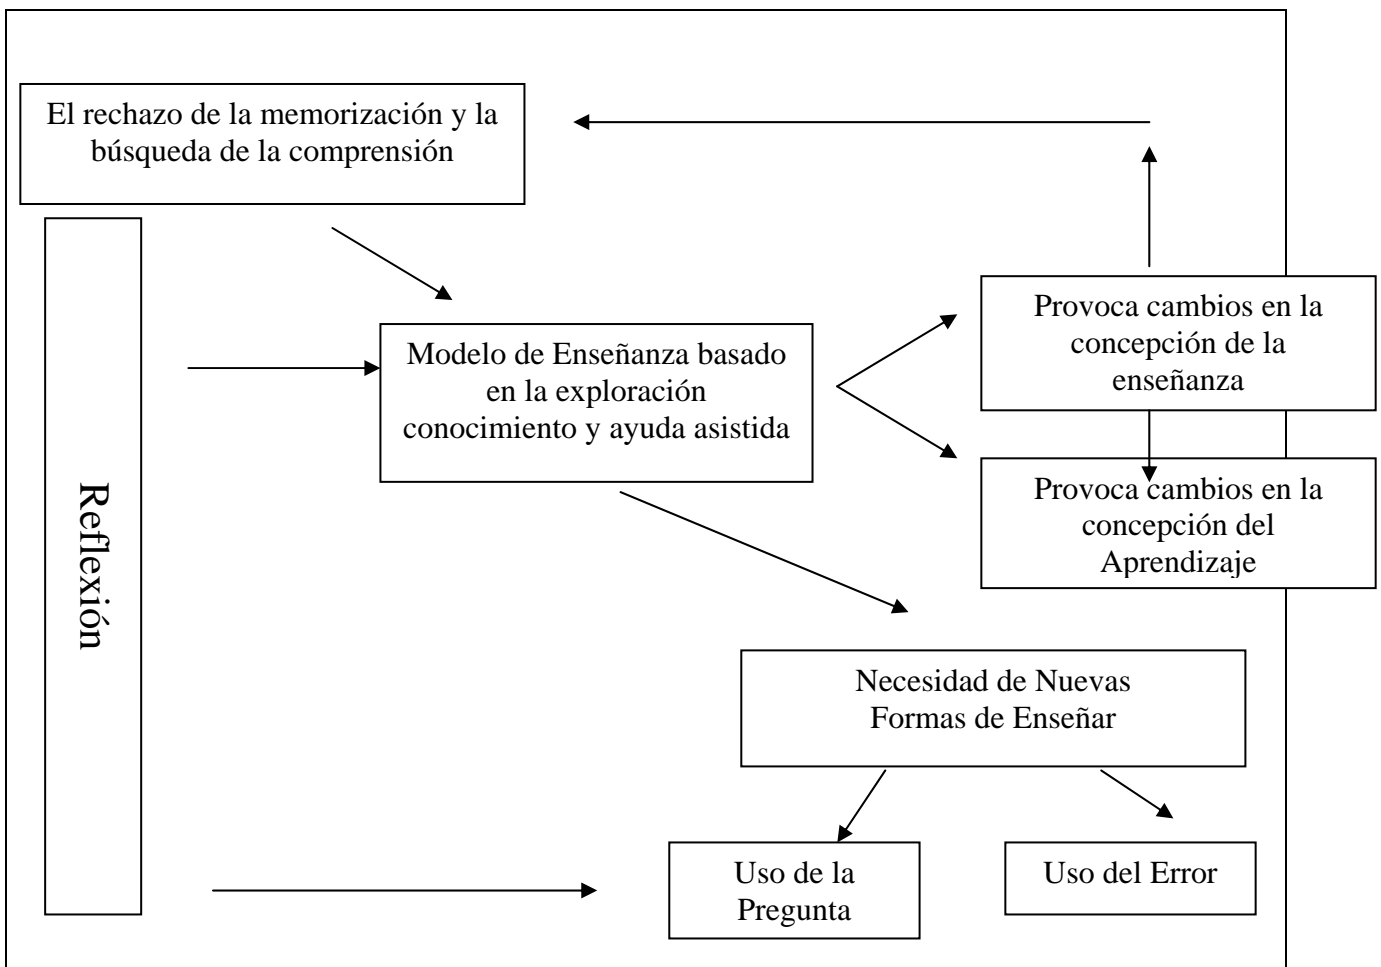 El rechazo de la memorización y la
búsqueda de la comprensión
Reflexión
Modelo de Enseñanza basado
en la exploración
conocimiento y ayuda asistida
Provoca cambios en la
concepción de la
enseñanza
Provoca cambios en la
concepción del
Aprendizaje
Necesidad de Nuevas
Formas de Enseñar
Uso de la
Pregunta
Uso del Error